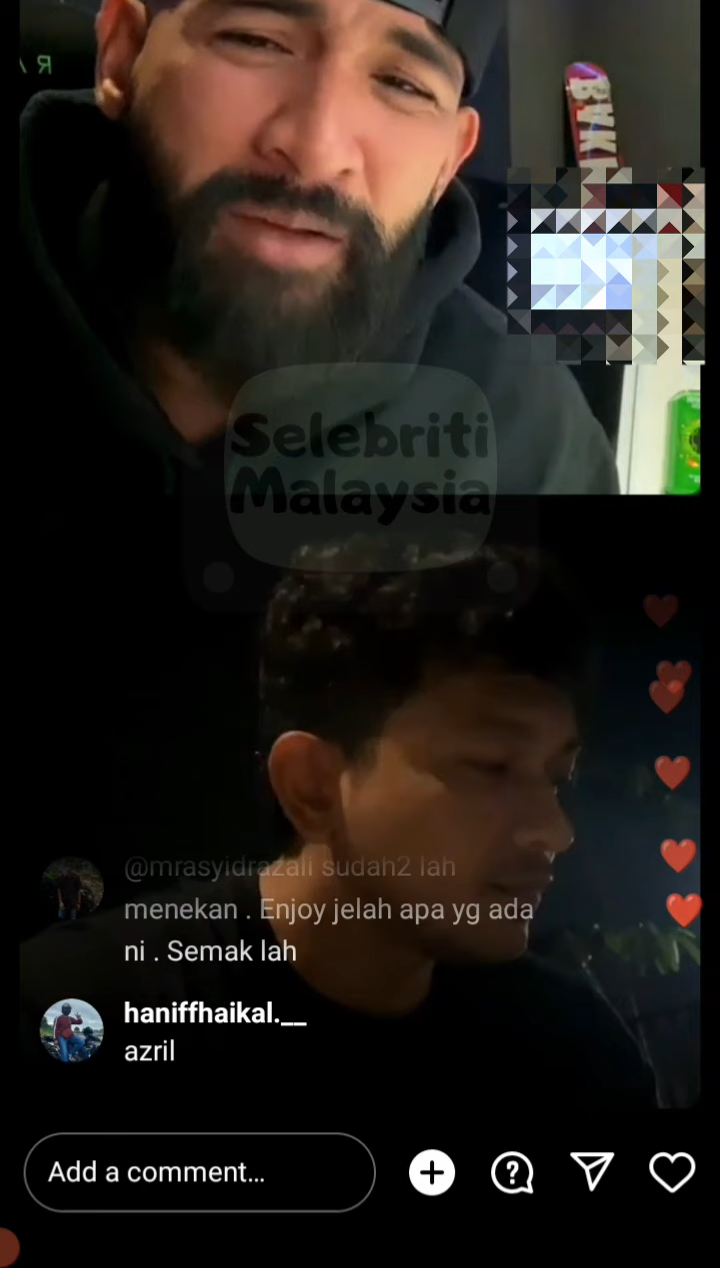 Selebriti
Malaysia
@mrasyidrazali sudah2 lah
menekan . Enjoy jelah apa yg ada
ni . Semak lah
haniffhaikal.__
azril
Add a comment...